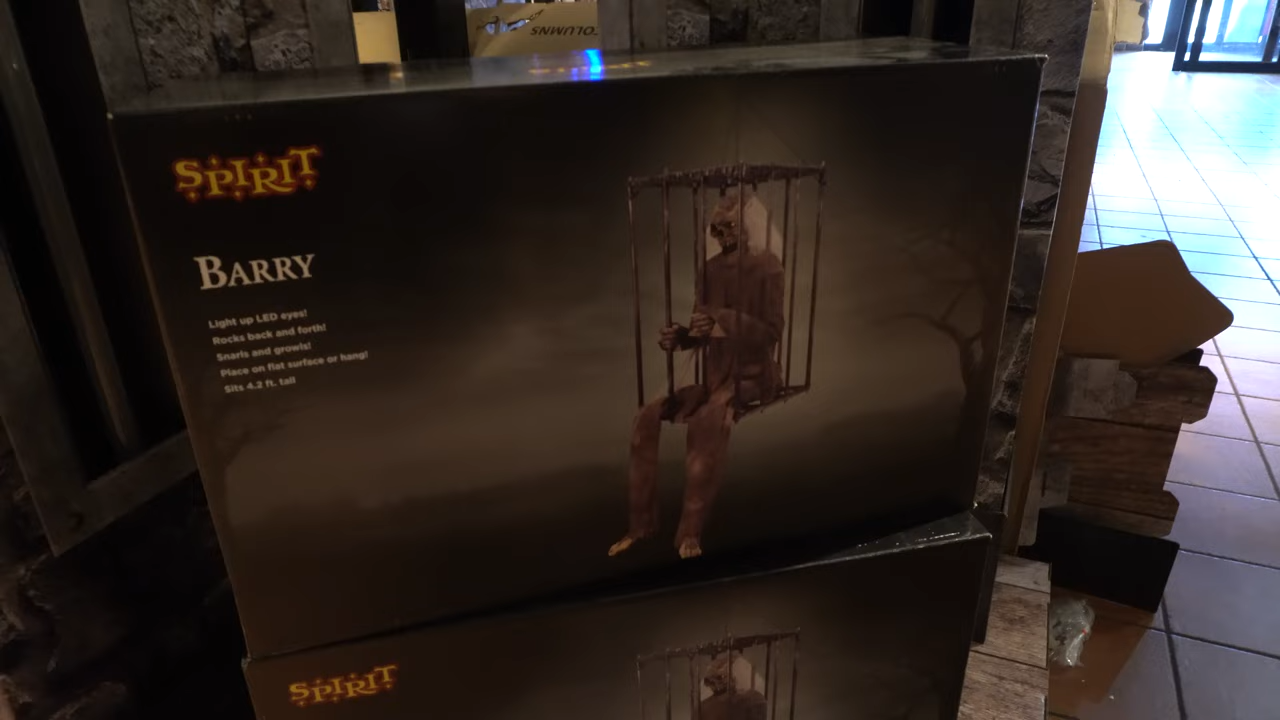 COLUMNS
SPIRIT
BARRY
Light up LED eyes!
Rocks back and forth!
Snarls and growls!
Place on flat surface or hang!
Sits 4.2 ft. tall
SPIRIT